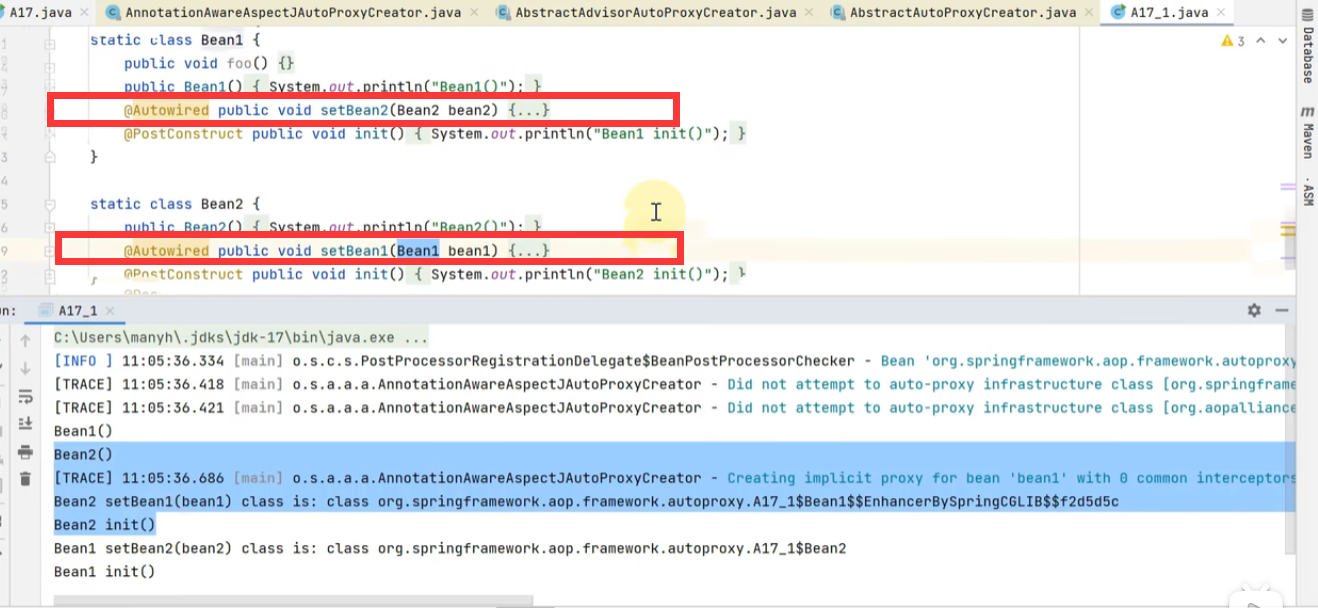 A17.java × AnnotationAwareAspectJAutoProxyCreator.java × AbstractAdvisorAutoProxyCreator.java × AbstractAutoProxyCreator.java × A17_1.java ×
static class Bean1 {
3
public void foo() {}
public Bean1() { System.out.println("Bean1()"); }
@Autowired public void setBean2(Bean2 bean2) {...}
@PostConstruct public void init() { System.out.println("Bean1 init()"); }
}
static class Bean2 {
public Bean2() { System.out.println("Bean2()"); }
@Autowired public void setBean1(Bean1 bean1) {...}
@PostConstruct public void init() { System.out.println("Bean2 init()"); }
Database
m Maven
ASM
A17_1 ×
C:\Users\manyh\.jdks\jdk-17\bin\java.exe ...
[INFO ] 11:05:36.334 [main] o.s.c.s.PostProcessorRegistrationDelegate$BeanPostProcessorChecker - Bean 'org.springframework.aop.framework.autoproxy
[TRACE] 11:05:36.418 [main] o.s.a.a.a.AnnotationAwareAspectJAutoProxyCreator - Did not attempt to auto-proxy infrastructure class [org.springframe
[TRACE] 11:05:36.421 [main] o.s.a.a.a.AnnotationAwareAspectJAutoProxyCreator - Did not attempt to auto-proxy infrastructure class [org.aopalliance
Bean1()
Bean2()
[TRACE] 11:05:36.686 [main] o.s.a.a.a.AnnotationAwareAspectJAutoProxyCreator - Creating implicit proxy for bean 'bean1' with 0 common interceptors
Bean2 setBean1(bean1) class is: class org.springframework.aop.framework.autoproxy.A17_1$Bean1$$EnhancerBySpringCGLIB$$f2d5d5c
Bean2 init()
Bean1 setBean2(bean2) class is: class org.springframework.aop.framework.autoproxy.A17_1$Bean2
Bean1 init()